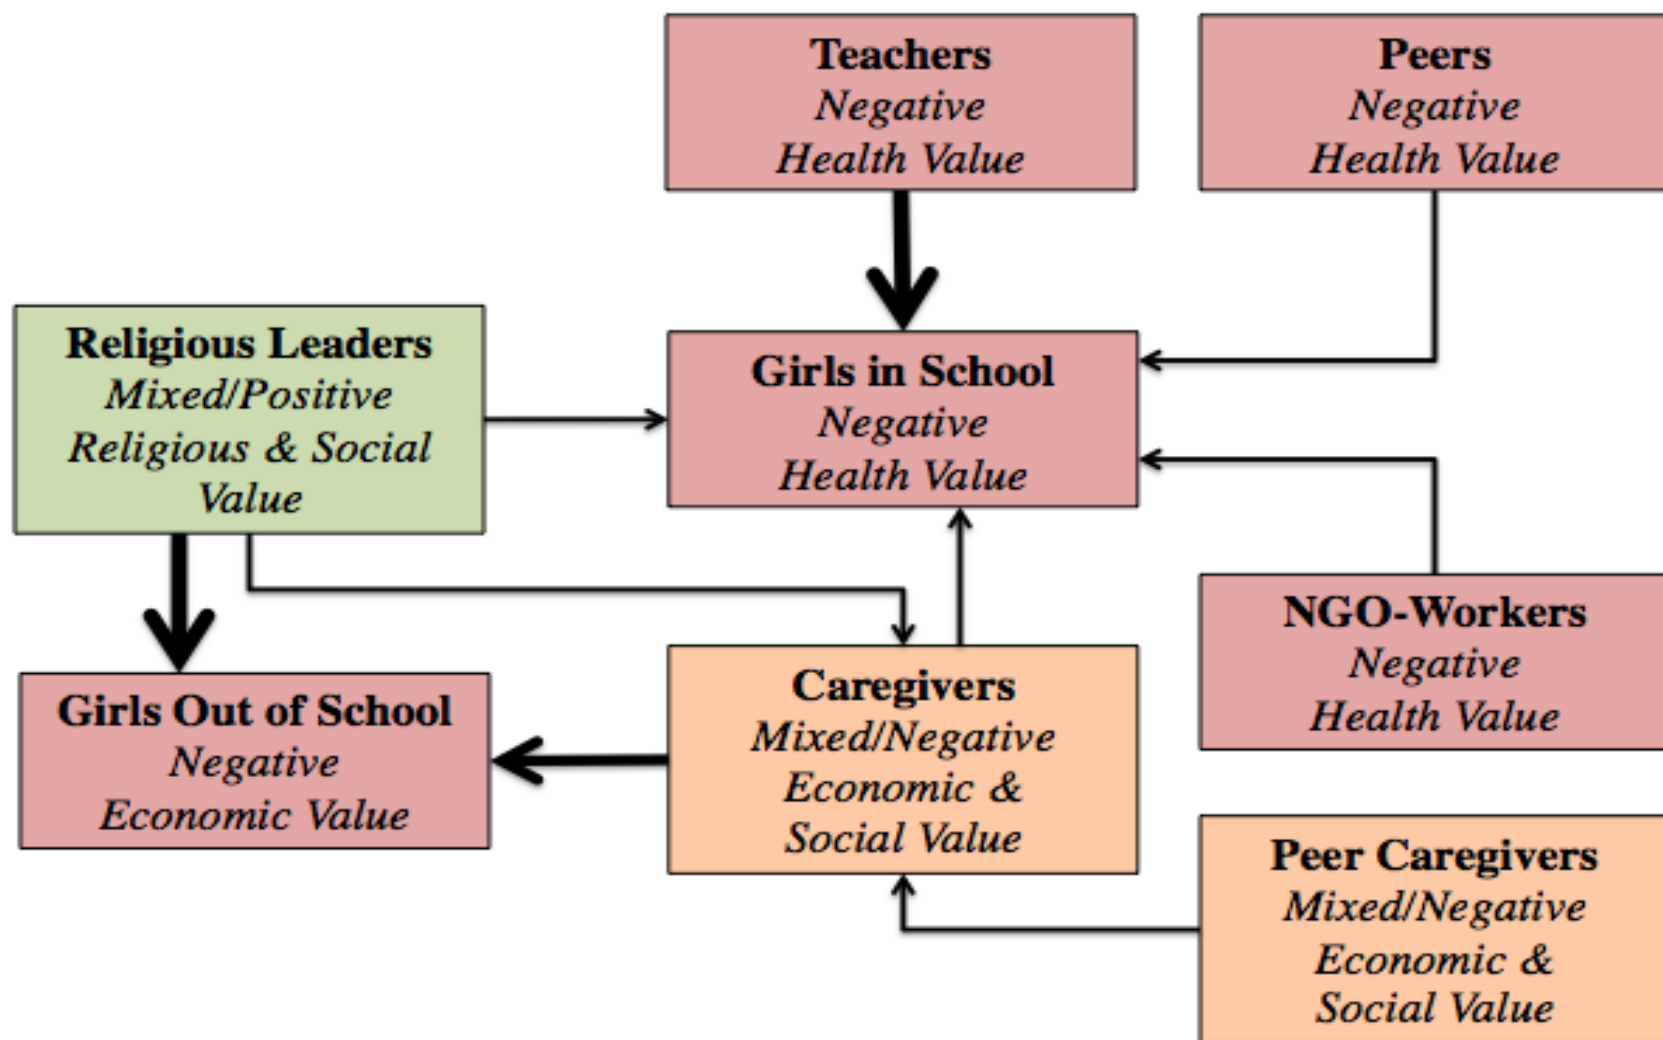 Teachers
Negative
Health Value
Peers
Negative
Health Value
Religious Leaders
Mixed/Positive
Religious & Social
Value
Girls in School
Negative
Health Value
NGO-Workers
Negative
Health Value
Girls Out of School
Negative
Economic Value
Caregivers
Mixed/Negative
Economic &
Social Value
Peer Caregivers
Mixed/Negative
Economic &
Social Value